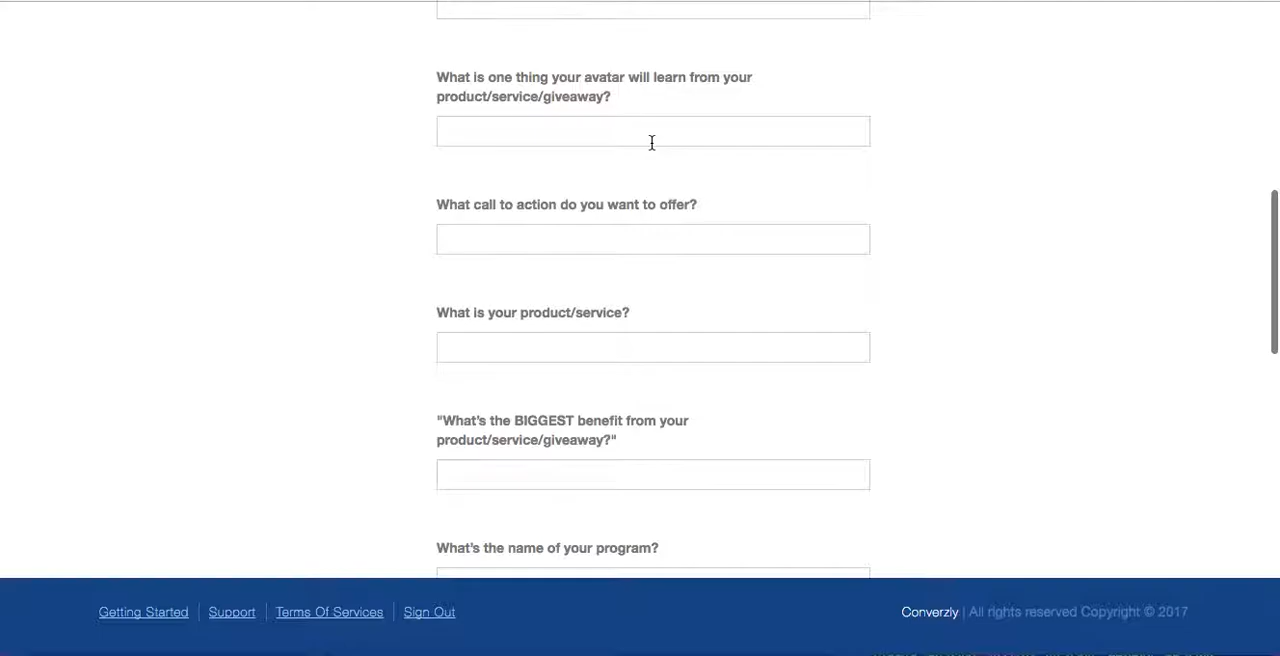 What is one thing your avatar will learn from your
product/service/giveaway?
What call to action do you want to offer?
What is your product/service?
"What's the BIGGEST benefit from your
product/service/giveaway?"
What's the name of your program?
Getting Started | Support | Terms Of Services | Sign Out
Converzly | All rights reserved Copyright © 2017